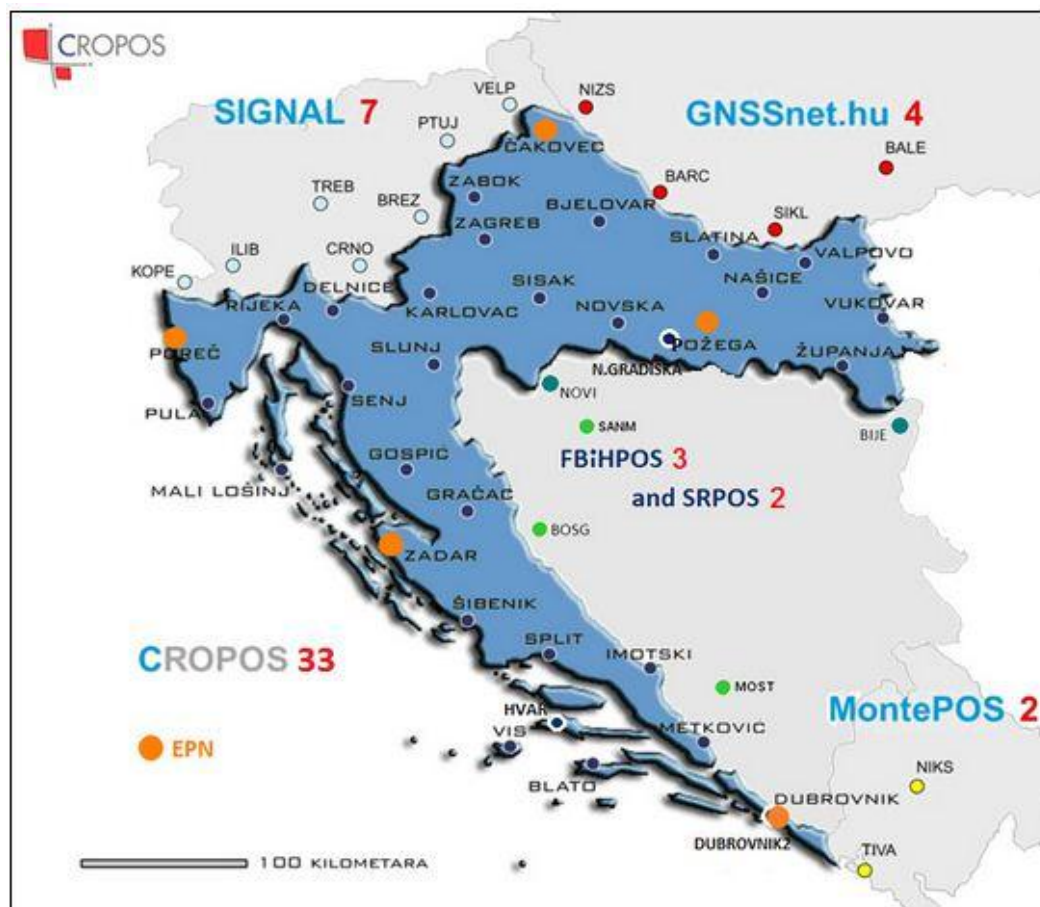 CROPOS
VELP
NIZS
SIGNAL 7
GNSSnet.hu 4
PTUJ
ČAKOVEC
BALE
ZABOK
TREB
BREZ
BARC
BJELOVAR
ZAGREB
SIKL
SLATINA
ILIB
CRNO
VALPOVO
KOPE
DELNICE
SISAK
NAŠICE
RIJEKA
KARLOVAC
NOVSKA
VUKOVAR
POREČ
POŽEGA
SLUNJ
ŽUPANJA
N.GRADIŠKA
PULA
SENJ
NOVI
SANM
BIJE
GOSPIĆ
FBiHPOS 3
MALI LOŠINJ
GRAČAC
and SRPOS 2
BOSG
ZADAR
ŠIBENIK
CROPOS 33
SPLIT
IMOTSKI
MOST
HVAR
MontePOS 2
METKOVIĆ
VIS
EPN
NIKS
BLATO
DUBROVNIK
DUBROVNIK2
TIVA
100 KILOMETARA